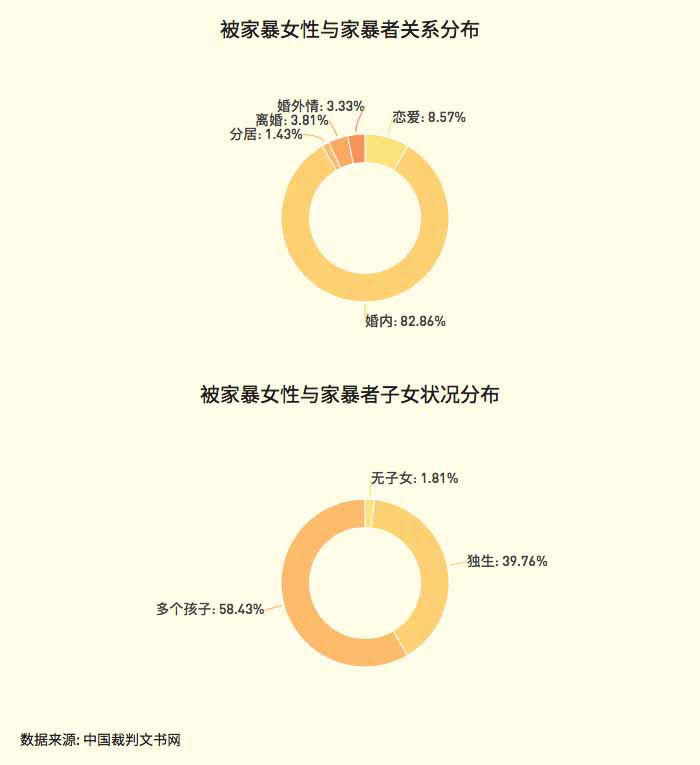 被家暴女性与家暴者关系分布
婚外情: 3.33%
离婚: 3.81%
恋爱: 8.57%
分居: 1.43%
婚内: 82.86%
被家暴女性与家暴者子女状况分布
无子女: 1.81%
独生: 39.76%
多个孩子: 58.43%
数据来源: 中国裁判文书网